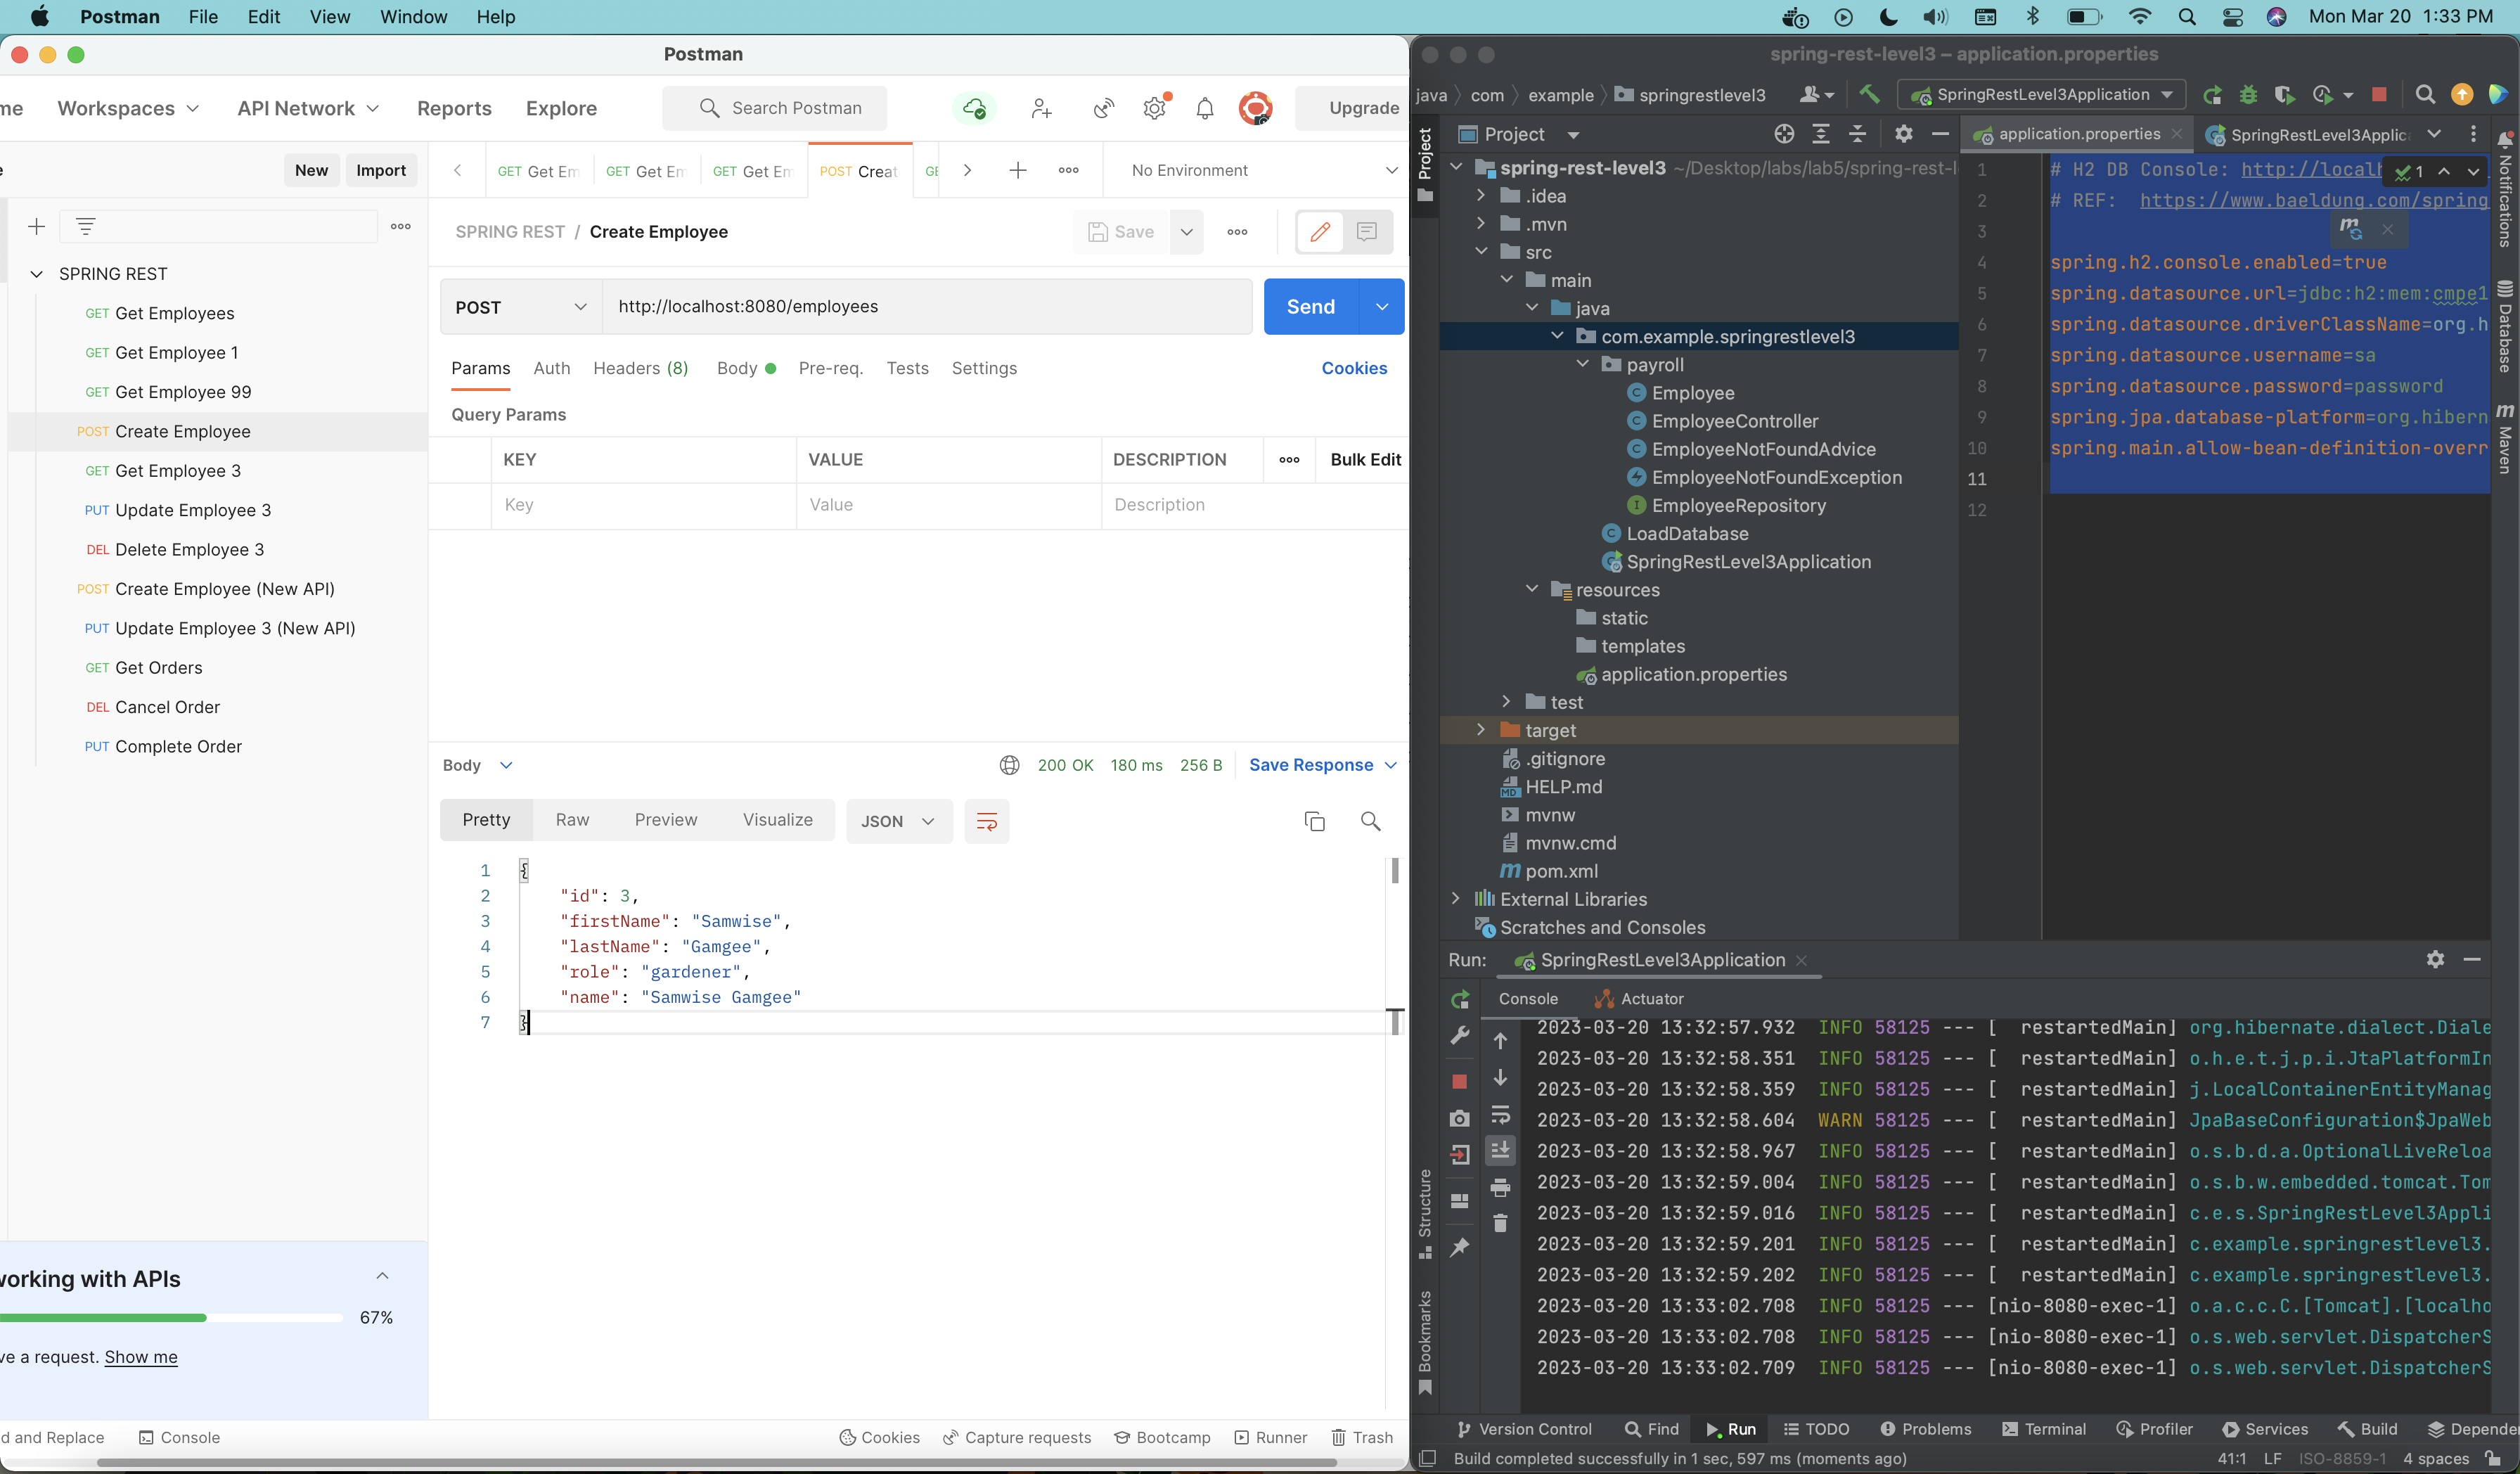 Postman File Edit View Window Help Mon Mar 20 1:33 PM
Postman
me Workspaces API Network Reports Explore Search Postman Upgrade
New Import
GET Get Em GET Get Em GET Get Em POST Creat GE No Environment
SPRING REST / Create Employee Save
SPRING REST
GET Get Employees
GET Get Employee 1
GET Get Employee 99
POST Create Employee
GET Get Employee 3
PUT Update Employee 3
DEL Delete Employee 3
POST Create Employee (New API)
PUT Update Employee 3 (New API)
GET Get Orders
DEL Cancel Order
PUT Complete Order
POST http://localhost:8080/employees Send
Params Auth Headers (8) Body Pre-req. Tests Settings Cookies
Query Params
KEY VALUE DESCRIPTION Bulk Edit
Key Value Description
Body 200 OK 180 ms 256 B Save Response
Pretty Raw Preview Visualize JSON
1 {
2 "id": 3,
3 "firstName": "Samwise",
4 "lastName": "Gamgee",
5 "role": "gardener",
6 "name": "Samwise Gamgee"
7 }
working with APIs
67%
ve a request. Show me
d and Replace Console Cookies Capture requests Bootcamp Runner Trash
spring-rest-level3 – application.properties
java com example springrestlevel3 SpringRestLevel3Application
Project
Project
application.properties SpringRestLevel3Applic
spring-rest-level3 ~/Desktop/labs/lab5/spring-rest-l
.idea
.mvn
src
main
java
com.example.springrestlevel3
payroll
Employee
EmployeeController
EmployeeNotFoundAdvice
EmployeeNotFoundException
EmployeeRepository
LoadDatabase
SpringRestLevel3Application
resources
static
templates
application.properties
test
target
.gitignore
HELP.md
mvnw
mvnw.cmd
pom.xml
External Libraries
Scratches and Consoles
1 # H2 DB Console: http://localh 1
2 # REF: https://www.baeldung.com/spring
3
4 spring.h2.console.enabled=true
5 spring.datasource.url=jdbc:h2:mem:cmpe1
6 spring.datasource.driverClassName=org.h
7 spring.datasource.username=sa
8 spring.datasource.password=password
9 spring.jpa.database-platform=org.hibern
10 spring.main.allow-bean-definition-overr
11
12
Notifications
Database
Maven
Run: SpringRestLevel3Application
Console Actuator
2023-03-20 13:32:57.932 INFO 58125 --- [ restartedMain] org.hibernate.dialect.Diale
2023-03-20 13:32:58.351 INFO 58125 --- [ restartedMain] o.h.e.t.j.p.i.JtaPlatformIn
2023-03-20 13:32:58.359 INFO 58125 --- [ restartedMain] j.LocalContainerEntityManag
2023-03-20 13:32:58.604 WARN 58125 --- [ restartedMain] JpaBaseConfiguration$JpaWeb
2023-03-20 13:32:58.967 INFO 58125 --- [ restartedMain] o.s.b.d.a.OptionalLiveReloa
2023-03-20 13:32:59.004 INFO 58125 --- [ restartedMain] o.s.b.w.embedded.tomcat.Tom
2023-03-20 13:32:59.016 INFO 58125 --- [ restartedMain] c.e.s.SpringRestLevel3Appli
2023-03-20 13:32:59.201 INFO 58125 --- [ restartedMain] c.example.springrestlevel3.
2023-03-20 13:32:59.202 INFO 58125 --- [ restartedMain] c.example.springrestlevel3.
2023-03-20 13:33:02.708 INFO 58125 --- [nio-8080-exec-1] o.a.c.c.C.[Tomcat].[localho
2023-03-20 13:33:02.708 INFO 58125 --- [nio-8080-exec-1] o.s.web.servlet.DispatcherS
2023-03-20 13:33:02.709 INFO 58125 --- [nio-8080-exec-1] o.s.web.servlet.DispatcherS
Structure
Bookmarks
Version Control Find Run TODO Problems Terminal Profiler Services Build Depende
Build completed successfully in 1 sec, 597 ms (moments ago) 41:1 LF ISO-8859-1 4 spaces